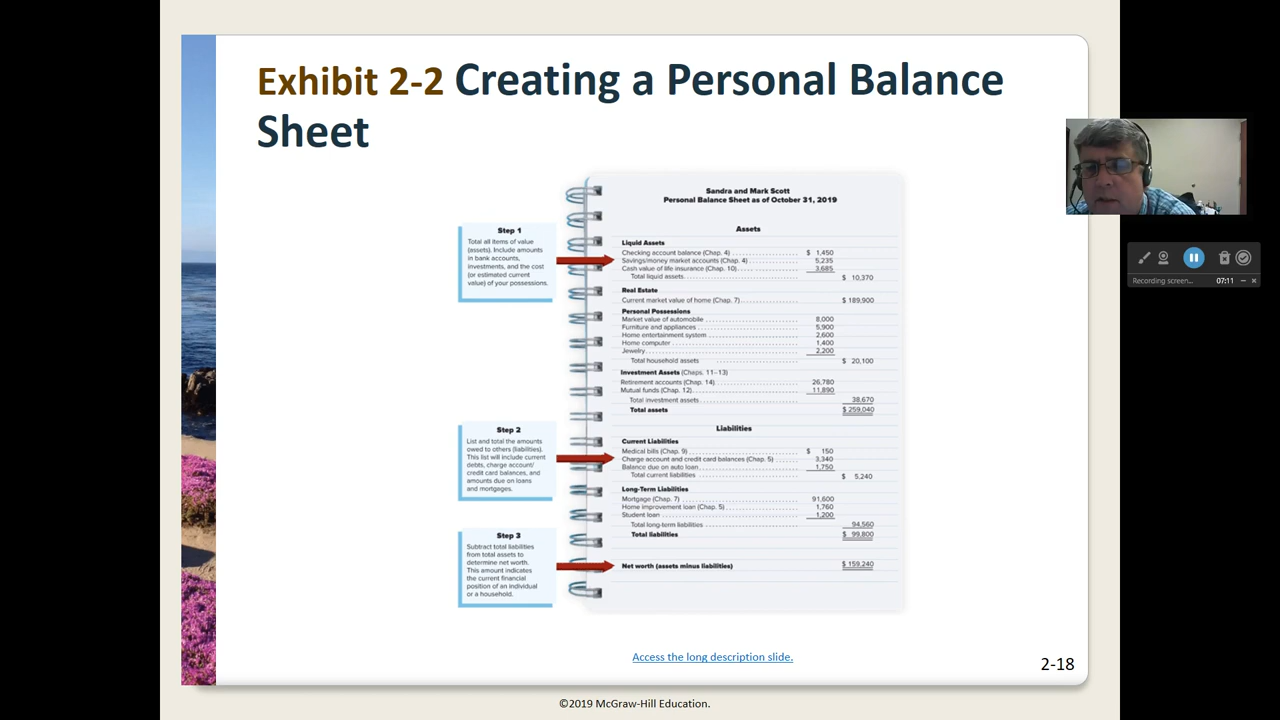 Exhibit 2-2 Creating a Personal Balance
Sheet
Sandra and Mark Scott
Personal Balance Sheet as of October 31, 2019
Assets
Step 1
Total all items of value
(assets). Include amounts
in bank accounts,
investments, and the cost
(or estimated current
value) of your possessions.
Liquid Assets
Checking account balance (Chap. 4) $ 1,450
Savings/money market accounts (Chap. 4) 5,235
Cash value of life insurance (Chap. 10) 3,685
Total liquid assets $ 10,370
Real Estate
Current market value of home (Chap. 7) $ 189,900
Personal Possessions
Market value of automobile 8,000
Furniture and appliances 5,900
Home entertainment system 2,600
Home computer 1,400
Jewelry 2,200
Total household assets $ 20,100
Investment Assets (Chaps. 11–13)
Retirement accounts (Chap. 14) 26,780
Mutual funds (Chap. 12) 11,890
Total investment assets 38,670
Total assets $ 259,040
Step 2
List and total the amounts
owed to others (liabilities).
This list will include current
debts, charge account/
credit card balances, and
amounts due on loans
and mortgages.
Liabilities
Current Liabilities
Medical bills (Chap. 9) $ 150
Charge account and credit card balances (Chap. 5) 3,340
Balance due on auto loan 1,750
Total current liabilities $ 5,240
Long-Term Liabilities
Mortgage (Chap. 7) 91,600
Home improvement loan (Chap. 5) 1,760
Student loan 1,200
Total long-term liabilities 94,560
Total liabilities $ 99,800
Step 3
Subtract total liabilities
from total assets to
determine net worth.
This amount indicates
the current financial
position of an individual
or a household.
Net worth (assets minus liabilities) $ 159,240
Access the long description slide.
2-18
©2019 McGraw-Hill Education.
Recording screen... 07:11